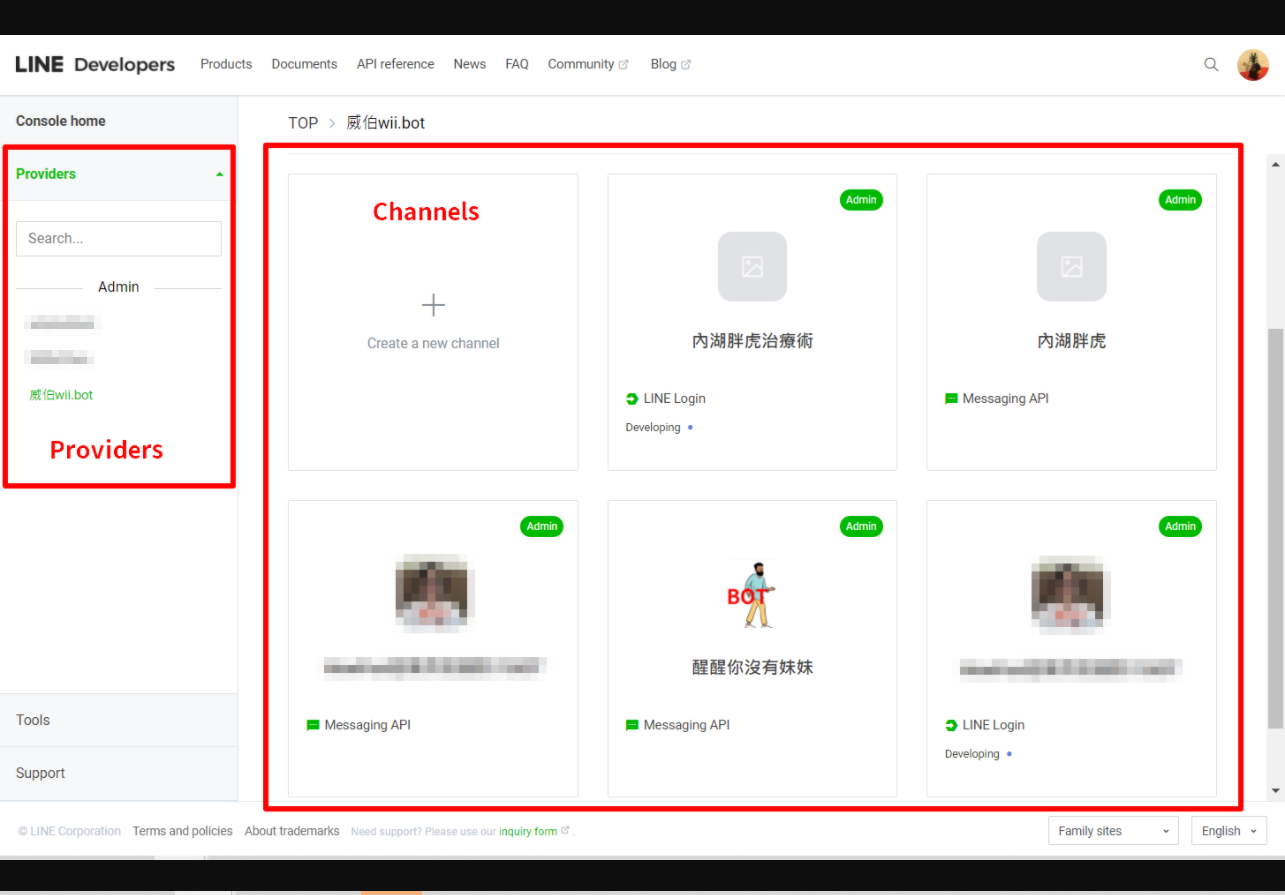 LINE Developers Products Documents API reference News FAQ Community Blog
Console home
Providers
Search...
Admin
威伯wii.bot
Providers
Tools
Support
TOP > 威伯wii.bot
Channels
Create a new channel
Admin
內湖胖虎治療術
LINE Login
Developing
Admin
內湖胖虎
Messaging API
Admin
Messaging API
Admin
BOT
醒醒你沒有妹妹
Messaging API
Admin
LINE Login
Developing
© LINE Corporation Terms and policies About trademarks Need support? Please use our inquiry form .
Family sites
English